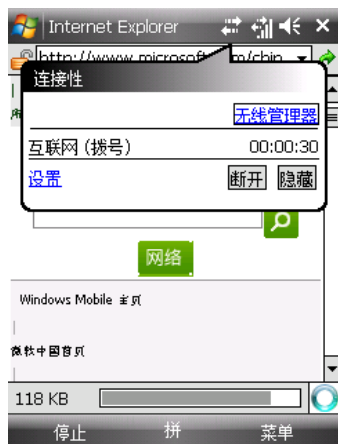 Internet Explorer
http://www.microsoft
m/chin
连接性
无线管理器
互联网 (拨号) 00:00:30
设置 断开 隐藏
网络
Windows Mobile 主页
微软中国首页
118 KB
停止 拼 菜单